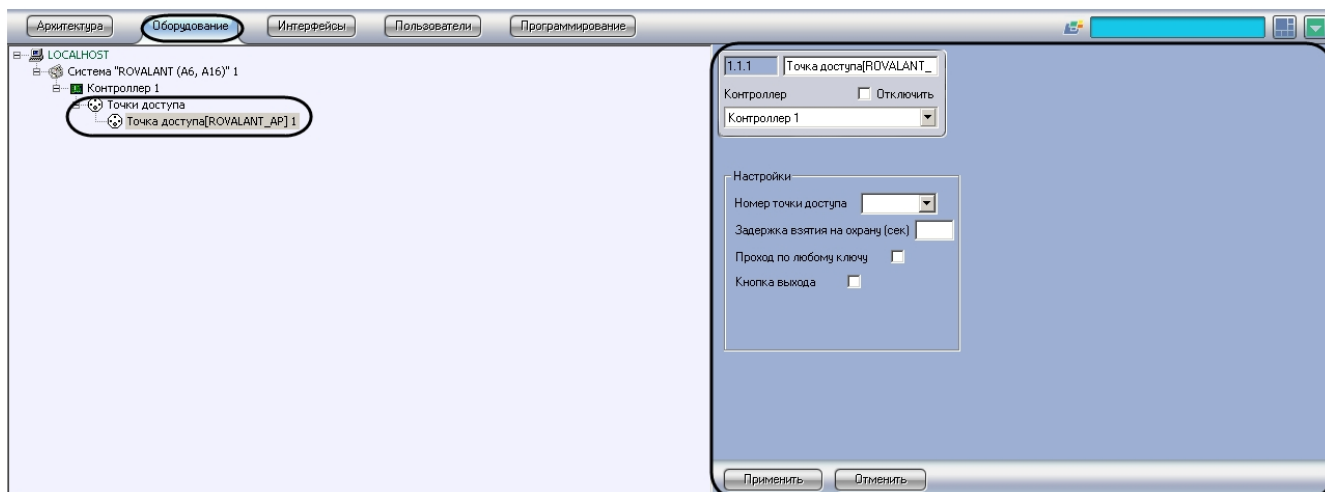 Архитектура Оборудование Интерфейсы Пользователи Программирование
LOCALHOST
Система "ROVALANT (A6, A16)" 1
Контроллер 1
Точки доступа
Точка доступа[ROVALANT_AP] 1
1.1.1 Точка доступа[ROVALANT_
Контроллер Отключить
Контроллер 1
Настройки
Номер точки доступа
Задержка взятия на охрану (сек)
Проход по любому ключу
Кнопка выхода
Применить Отменить